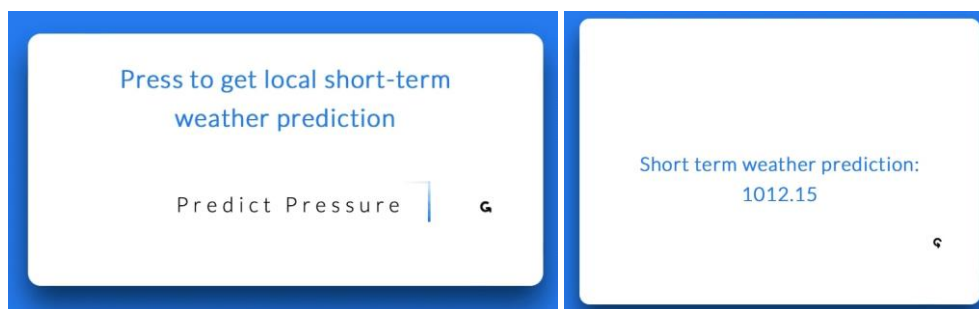 Press to get local short-term
weather prediction
Predict Pressure
Short term weather prediction:
1012.15